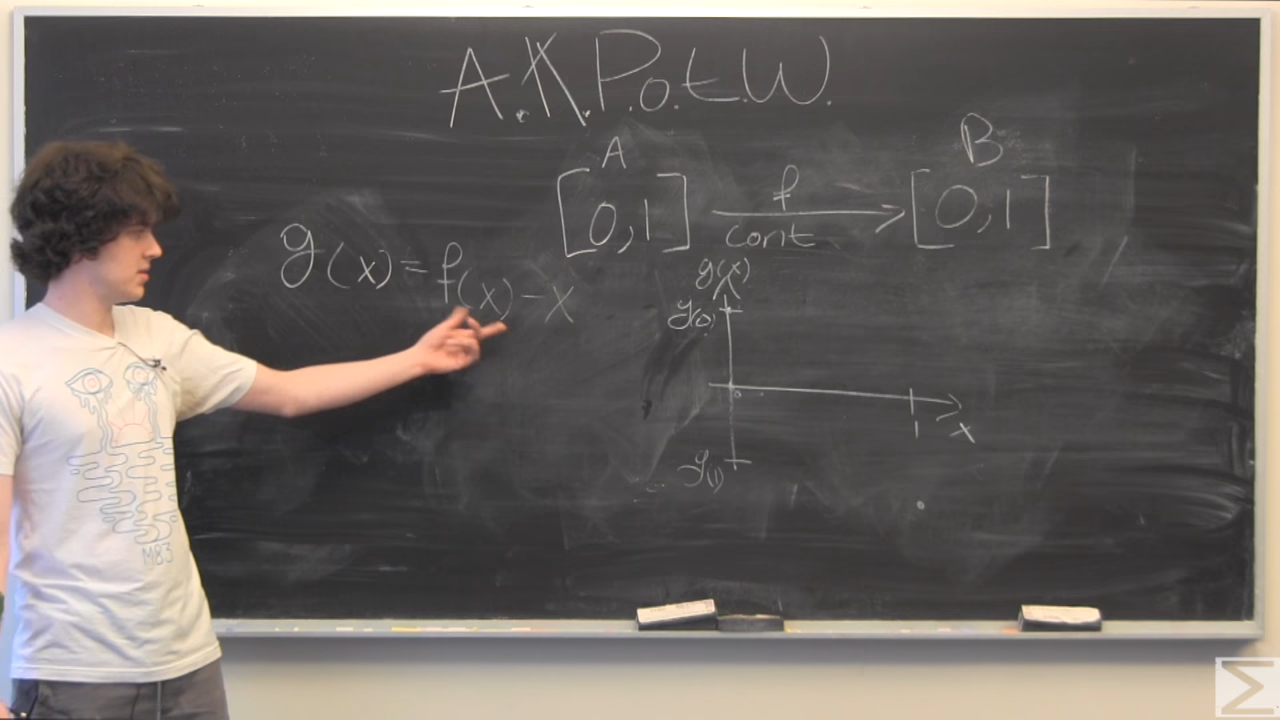 A.K.P.o.t.W.
A
B
[0,1] f cont [0,1]
g(x) = f(x) - x
g(x)
g(0)
0
1
x
g(1)
M83
Σ